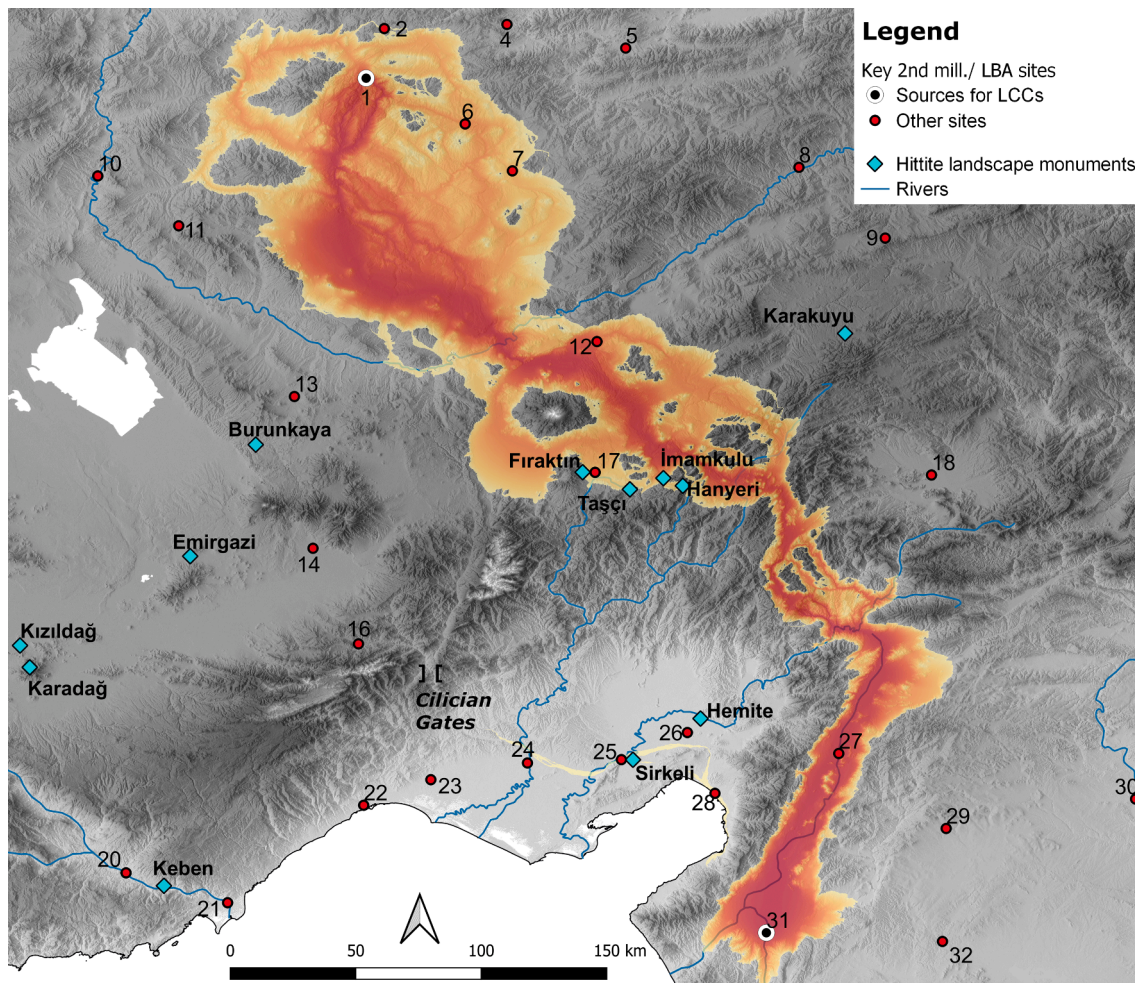 Legend
Key 2nd mill./ LBA sites
Sources for LCCs
Other sites
Hittite landscape monuments
Rivers
2
4
5
1
6
7
8
10
11
9
Karakuyu
12
13
Burunkaya
Fıraktın
17
İmamkulu
18
Taşçı
Hanyeri
Emirgazi
14
Kızıldağ
16
Karadağ
Cilician
Gates
Hemite
26
24
25
27
Sirkeli
23
22
28
30
29
20
Keben
21
31
32
0
50
100
150 km